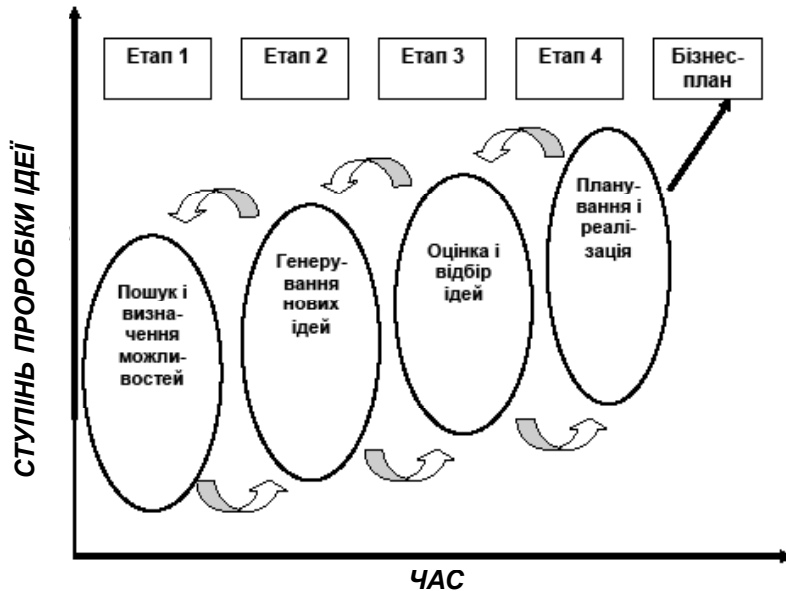 Етап 1
Етап 2
Етап 3
Етап 4
Бізнес-
план
СТУПІНЬ ПРОРОБКИ ІДЕЇ
Пошук і
визна-
чення
можли-
востей
Генеру-
вання
нових
ідей
Оцінка і
відбір
ідей
Плану-
вання і
реалі-
зація
ЧАС